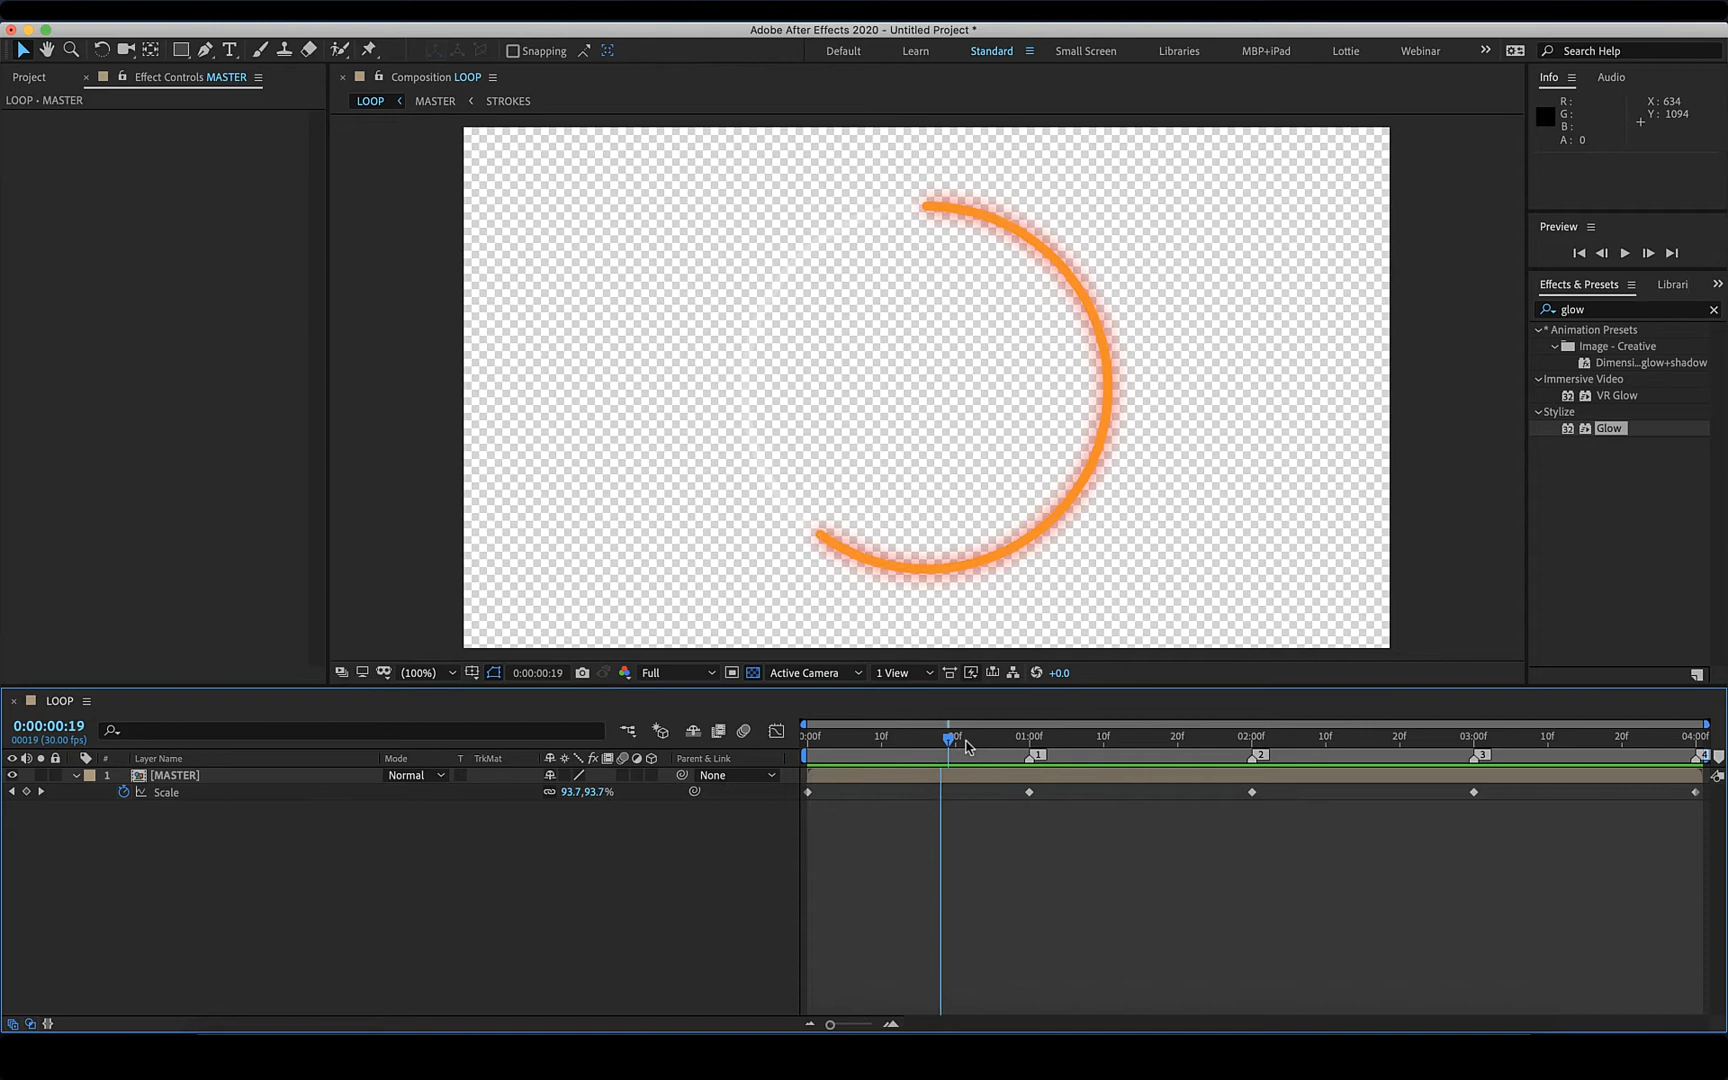 Adobe After Effects 2020 - Untitled Project *
Snapping
Default
Learn
Standard
Small Screen
Libraries
MBP+iPad
Lottie
Webinar
Search Help
Project
Effect Controls MASTER
LOOP • MASTER
Composition LOOP
LOOP
MASTER
STROKES
Info
Audio
R :
G :
B :
A : 0
X : 634
Y : 1094
Preview
Effects & Presets
Librari
glow
* Animation Presets
Image - Creative
Dimensi...glow+shadow
Immersive Video
32 VR Glow
Stylize
32 Glow
(100%)
0:00:00:19
Full
Active Camera
1 View
+0.0
LOOP
0:00:00:19
00019 (30.00 fps)
# Layer Name Mode T TrkMat Parent & Link
1 [MASTER] Normal None
Scale 93.7,93.7%
10f 01:00f 10f 20f 02:00f 10f 20f 03:00f 10f 20f 04:00f
1 2 3 4